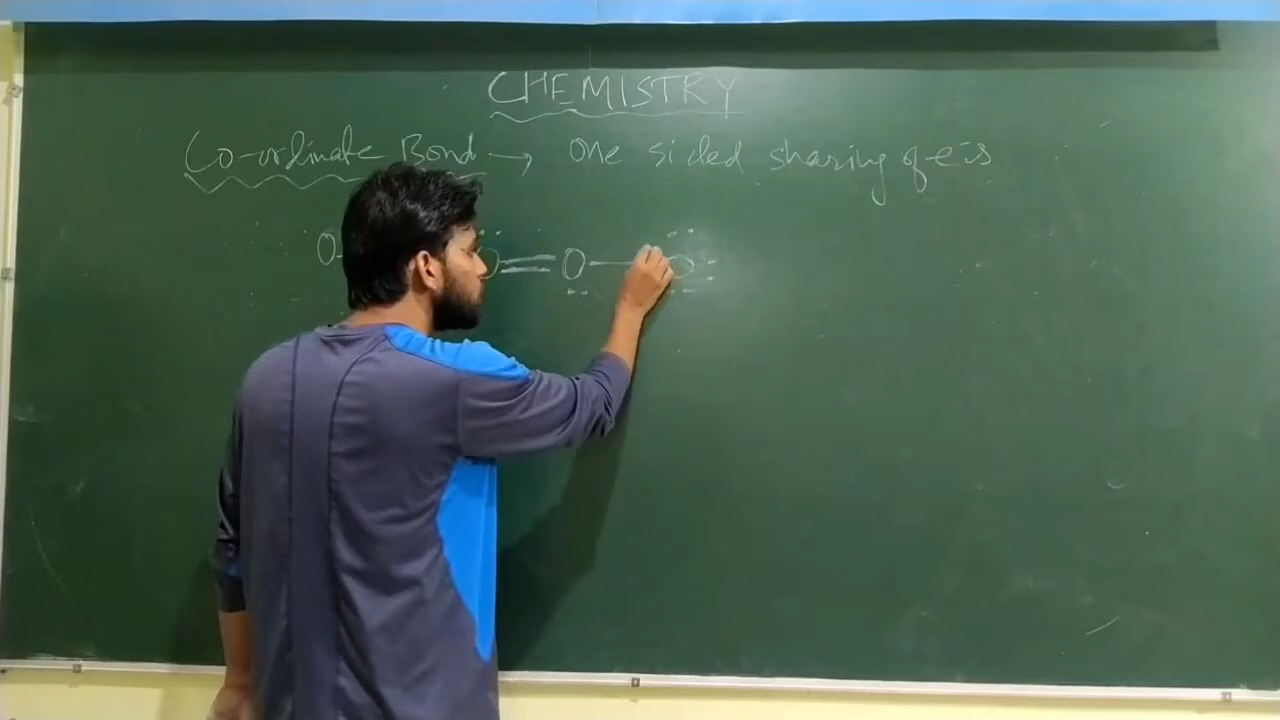 CHEMISTRY
Co-ordinate Bond → One sided sharing of e-s
O O = O — O